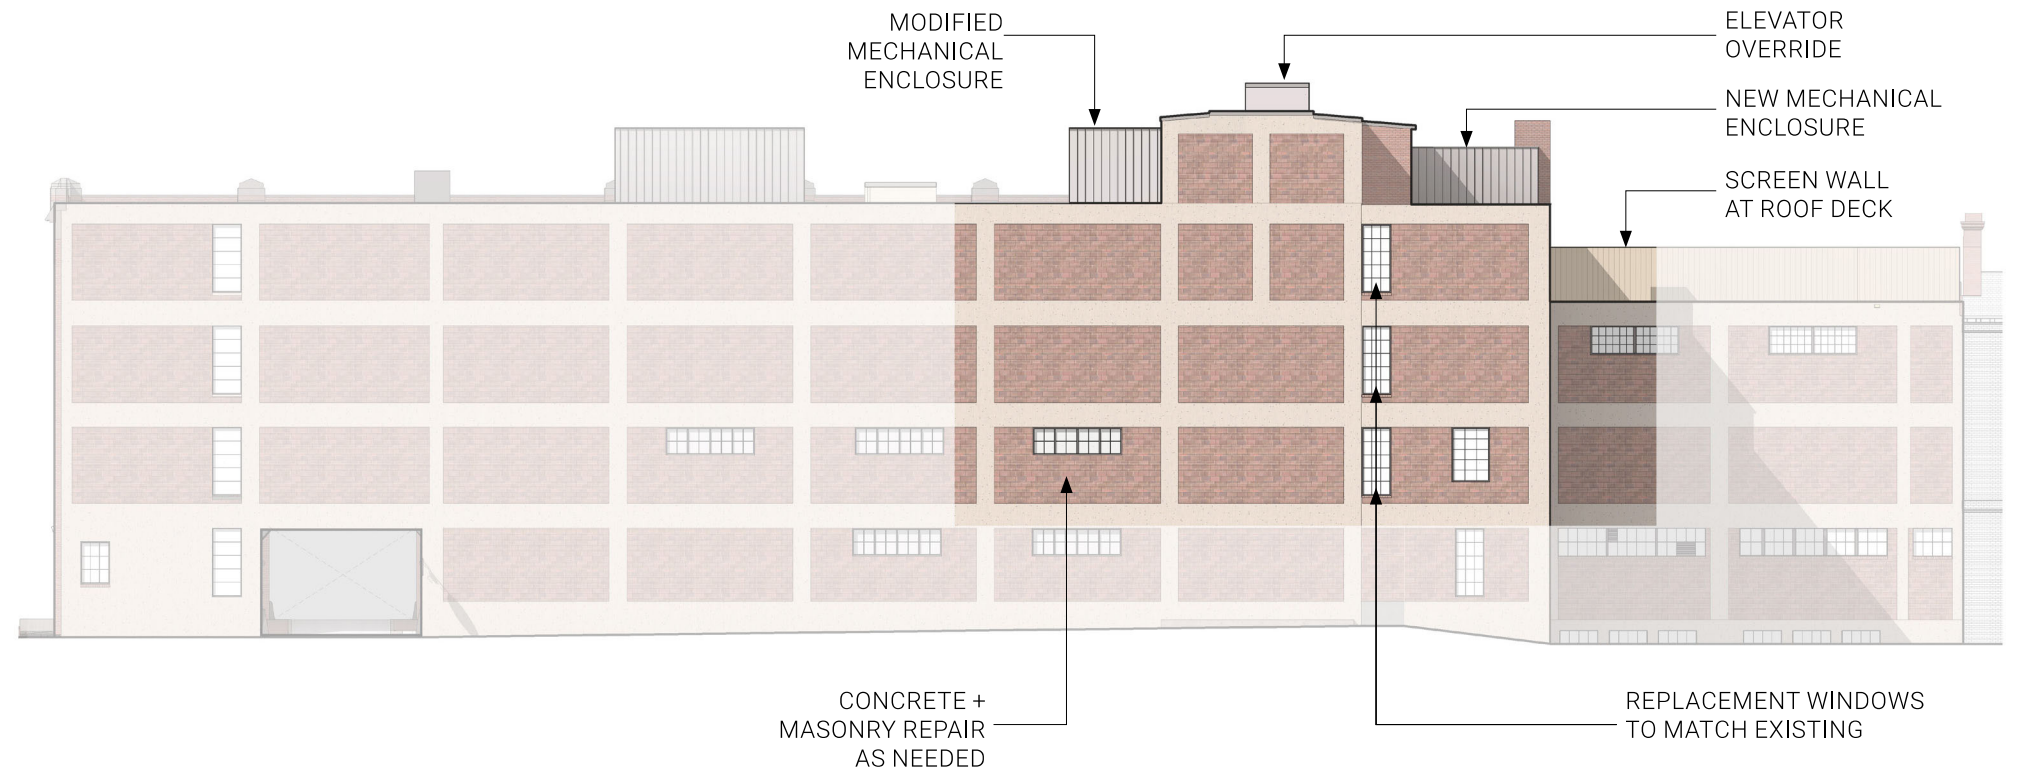 MODIFIED
MECHANICAL
ENCLOSURE
ELEVATOR
OVERRIDE
NEW MECHANICAL
ENCLOSURE
SCREEN WALL
AT ROOF DECK
CONCRETE +
MASONRY REPAIR
AS NEEDED
REPLACEMENT WINDOWS
TO MATCH EXISTING